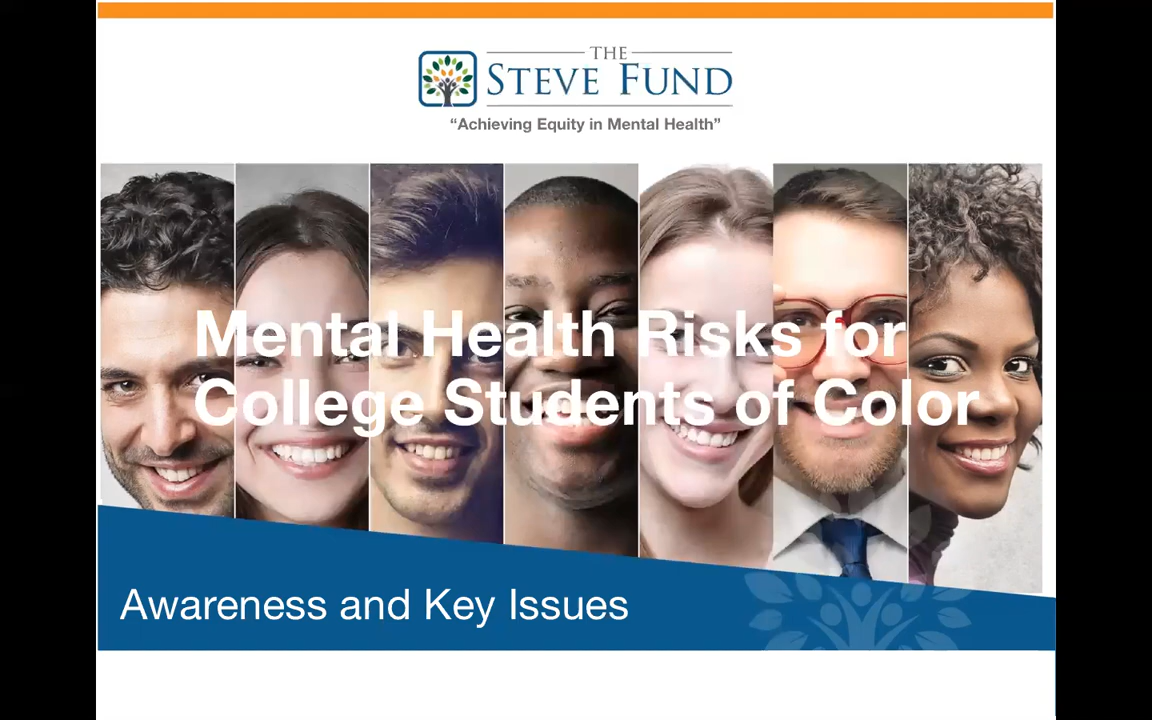 THE
STEVE FUND
“Achieving Equity in Mental Health”
Mental Health Risks for
College Students of Color
Awareness and Key Issues